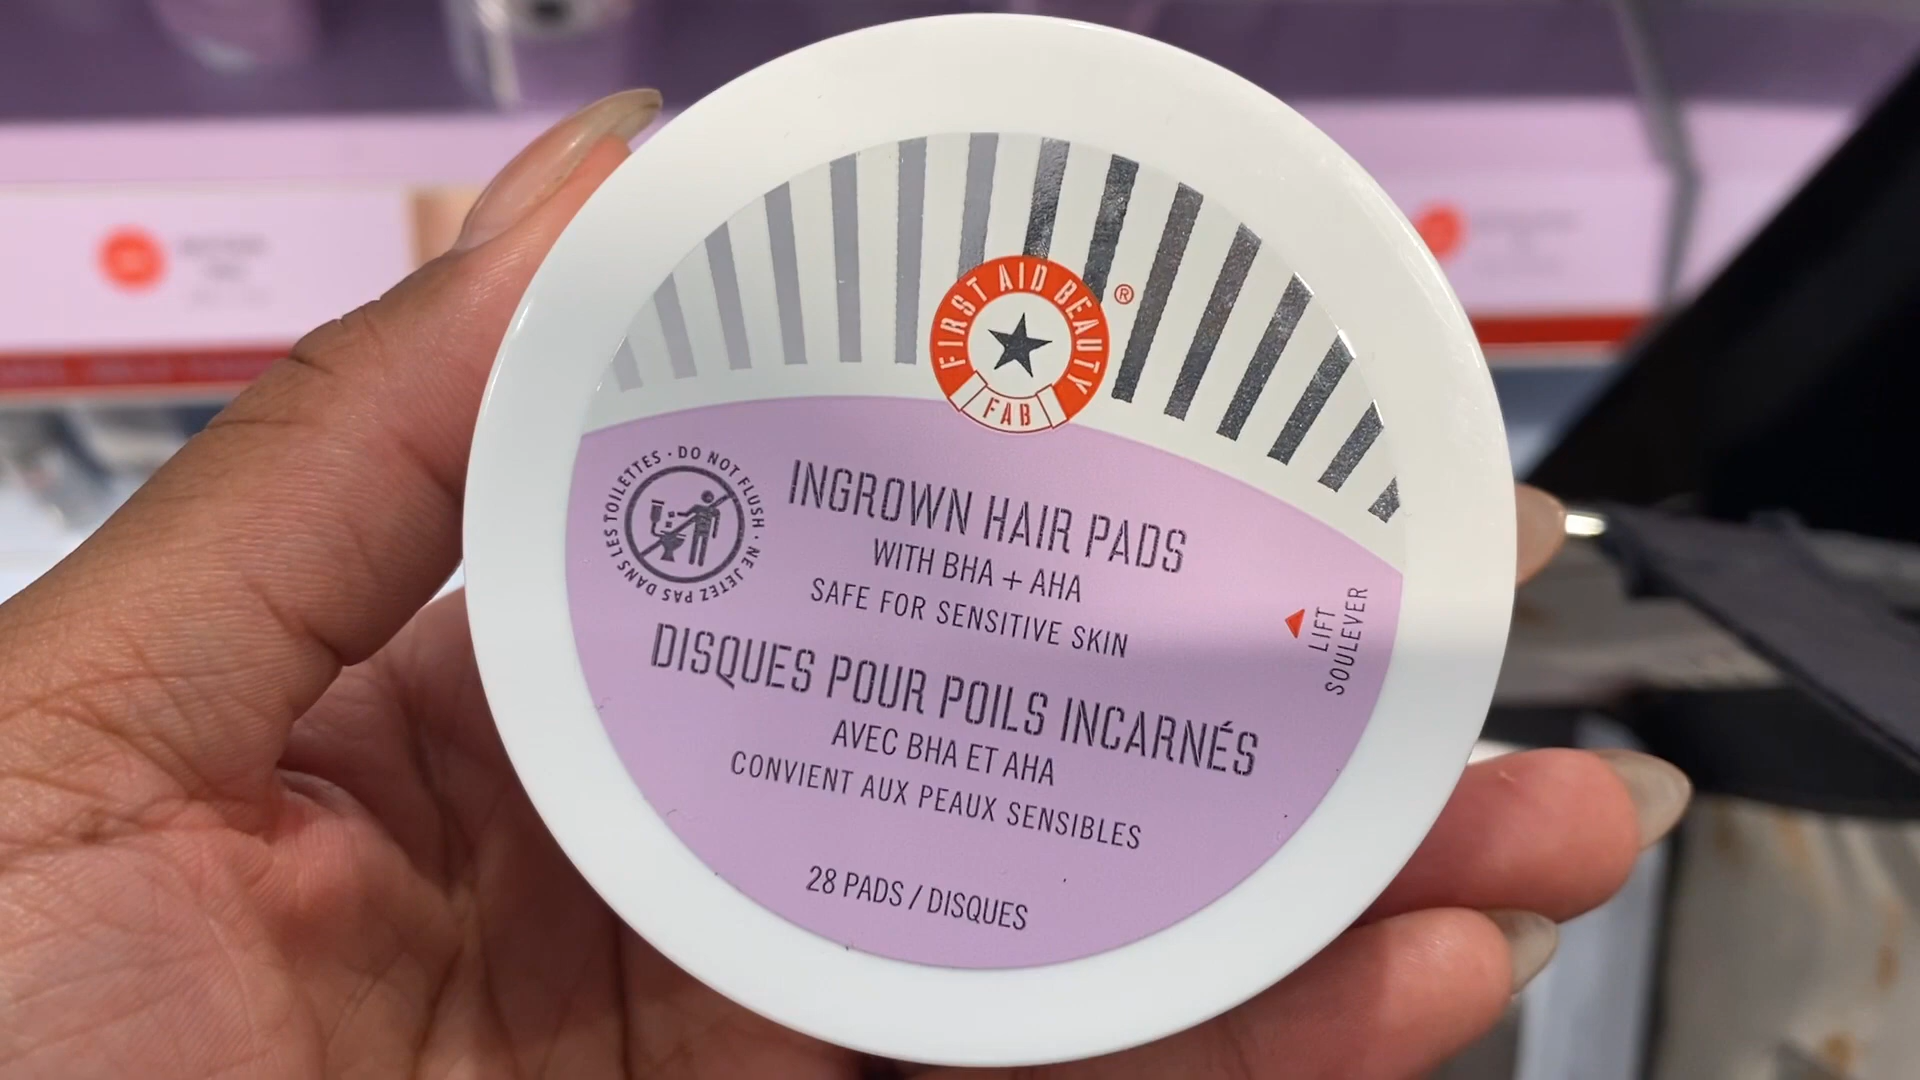 FIRST AID BEAUTY
®
FAB
DO NOT FLUSH · NE JETEZ PAS DANS LES TOILETTES ·
INGROWN HAIR PADS
WITH BHA + AHA
SAFE FOR SENSITIVE SKIN
LIFT
SOULEVER
DISQUES POUR POILS INCARNÉS
AVEC BHA ET AHA
CONVIENT AUX PEAUX SENSIBLES
28 PADS / DISQUES